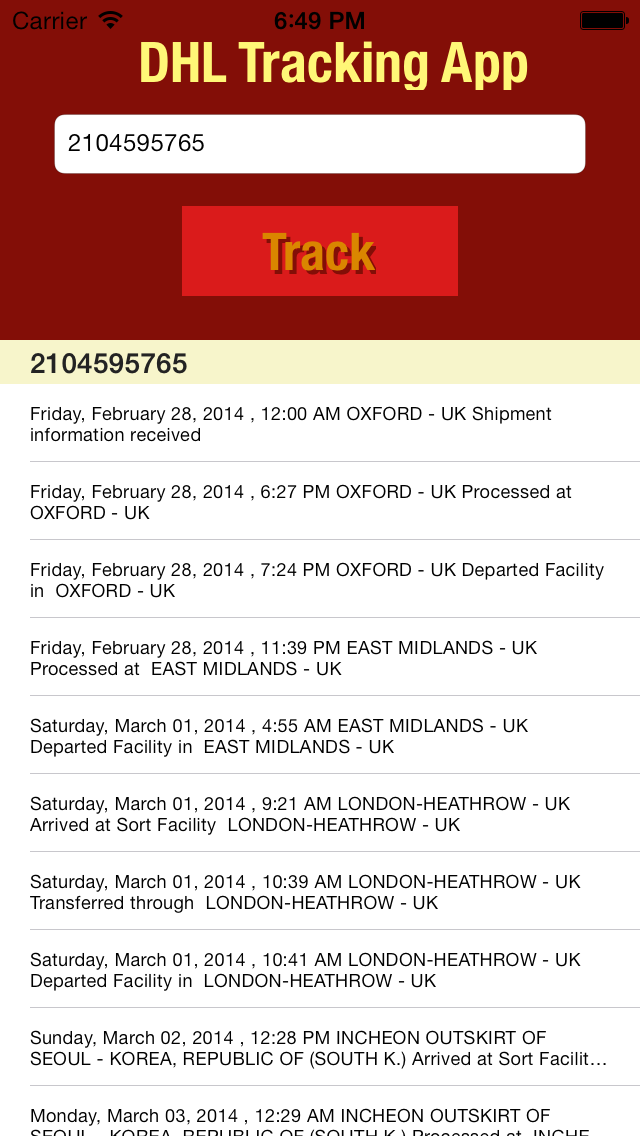 Carrier 6:49 PM
DHL Tracking App
2104595765
Track
2104595765
Friday, February 28, 2014 , 12:00 AM OXFORD - UK Shipment
information received
Friday, February 28, 2014 , 6:27 PM OXFORD - UK Processed at
OXFORD - UK
Friday, February 28, 2014 , 7:24 PM OXFORD - UK Departed Facility
in  OXFORD - UK
Friday, February 28, 2014 , 11:39 PM EAST MIDLANDS - UK
Processed at  EAST MIDLANDS - UK
Saturday, March 01, 2014 , 4:55 AM EAST MIDLANDS - UK
Departed Facility in  EAST MIDLANDS - UK
Saturday, March 01, 2014 , 9:21 AM LONDON-HEATHROW - UK
Arrived at Sort Facility  LONDON-HEATHROW - UK
Saturday, March 01, 2014 , 10:39 AM LONDON-HEATHROW - UK
Transferred through  LONDON-HEATHROW - UK
Saturday, March 01, 2014 , 10:41 AM LONDON-HEATHROW - UK
Departed Facility in  LONDON-HEATHROW - UK
Sunday, March 02, 2014 , 12:28 PM INCHEON OUTSKIRT OF
SEOUL - KOREA, REPUBLIC OF (SOUTH K.) Arrived at Sort Facilit…
Monday, March 03, 2014 , 12:29 AM INCHEON OUTSKIRT OF
SEOUL - KOREA, REPUBLIC OF (SOUTH K.) Processed at  INCHE…